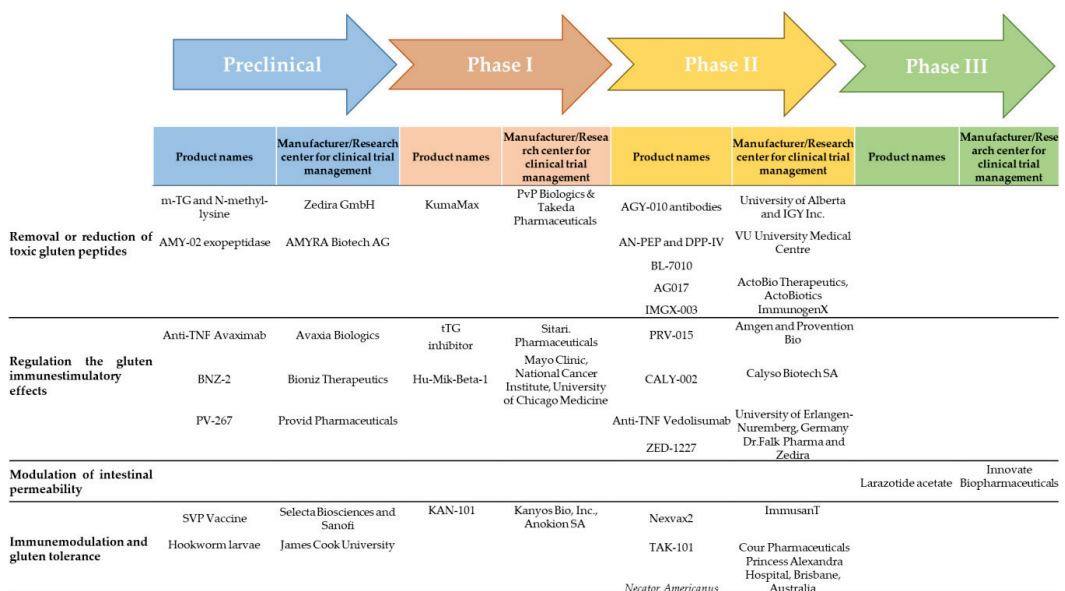 Preclinical
Phase I
Phase II
Phase III
Product names
Manufacturer/Research
center for clinical trial
management
Product names
Manufacturer/Resea
rch center for
clinical trial
management
Product names
Manufacturer/Research
center for clinical trial
management
Product names
Manufacturer/Rese
arch center for
clinical trial
management
Removal or reduction of
toxic gluten peptides
m-TG and N-methyl-
lysine
Zedira GmbH
KumaMax
PvP Biologics &
Takeda
Pharmaceuticals
AGY-010 antibodies
University of Alberta
and IGY Inc.
AMY-02 exopeptidase
AMYRA Biotech AG
AN-PEP and DPP-IV
VU University Medical
Centre
BL-7010
AG017
ActoBio Therapeutics,
ActoBiotics
IMGX-003
ImmunogenX
Regulation the gluten
immunestimulatory
effects
Anti-TNF Avaximab
Avaxia Biologics
tTG
inhibitor
Sitari.
Pharmaceuticals
PRV-015
Amgen and Provention
Bio
BNZ-2
Bioniz Therapeutics
Hu-Mik-Beta-1
Mayo Clinic,
National Cancer
Institute, University
of Chicago Medicine
CALY-002
Calyso Biotech SA
PV-267
Provid Pharmaceuticals
Anti-TNF Vedolisumab
University of Erlangen-
Nuremberg, Germany
ZED-1227
Dr.Falk Pharma and
Zedira
Modulation of intestinal
permeability
Larazotide acetate
Innovate
Biopharmaceuticals
Immunemodulation and
gluten tolerance
SVP Vaccine
Selecta Biosciences and
Sanofi
KAN-101
Kanyos Bio, Inc.,
Anokion SA
Nexvax2
ImmusanT
Hookworm larvae
James Cook University
TAK-101
Cour Pharmaceuticals
Princess Alexandra
Hospital, Brisbane,
Australia
Necator Americanus